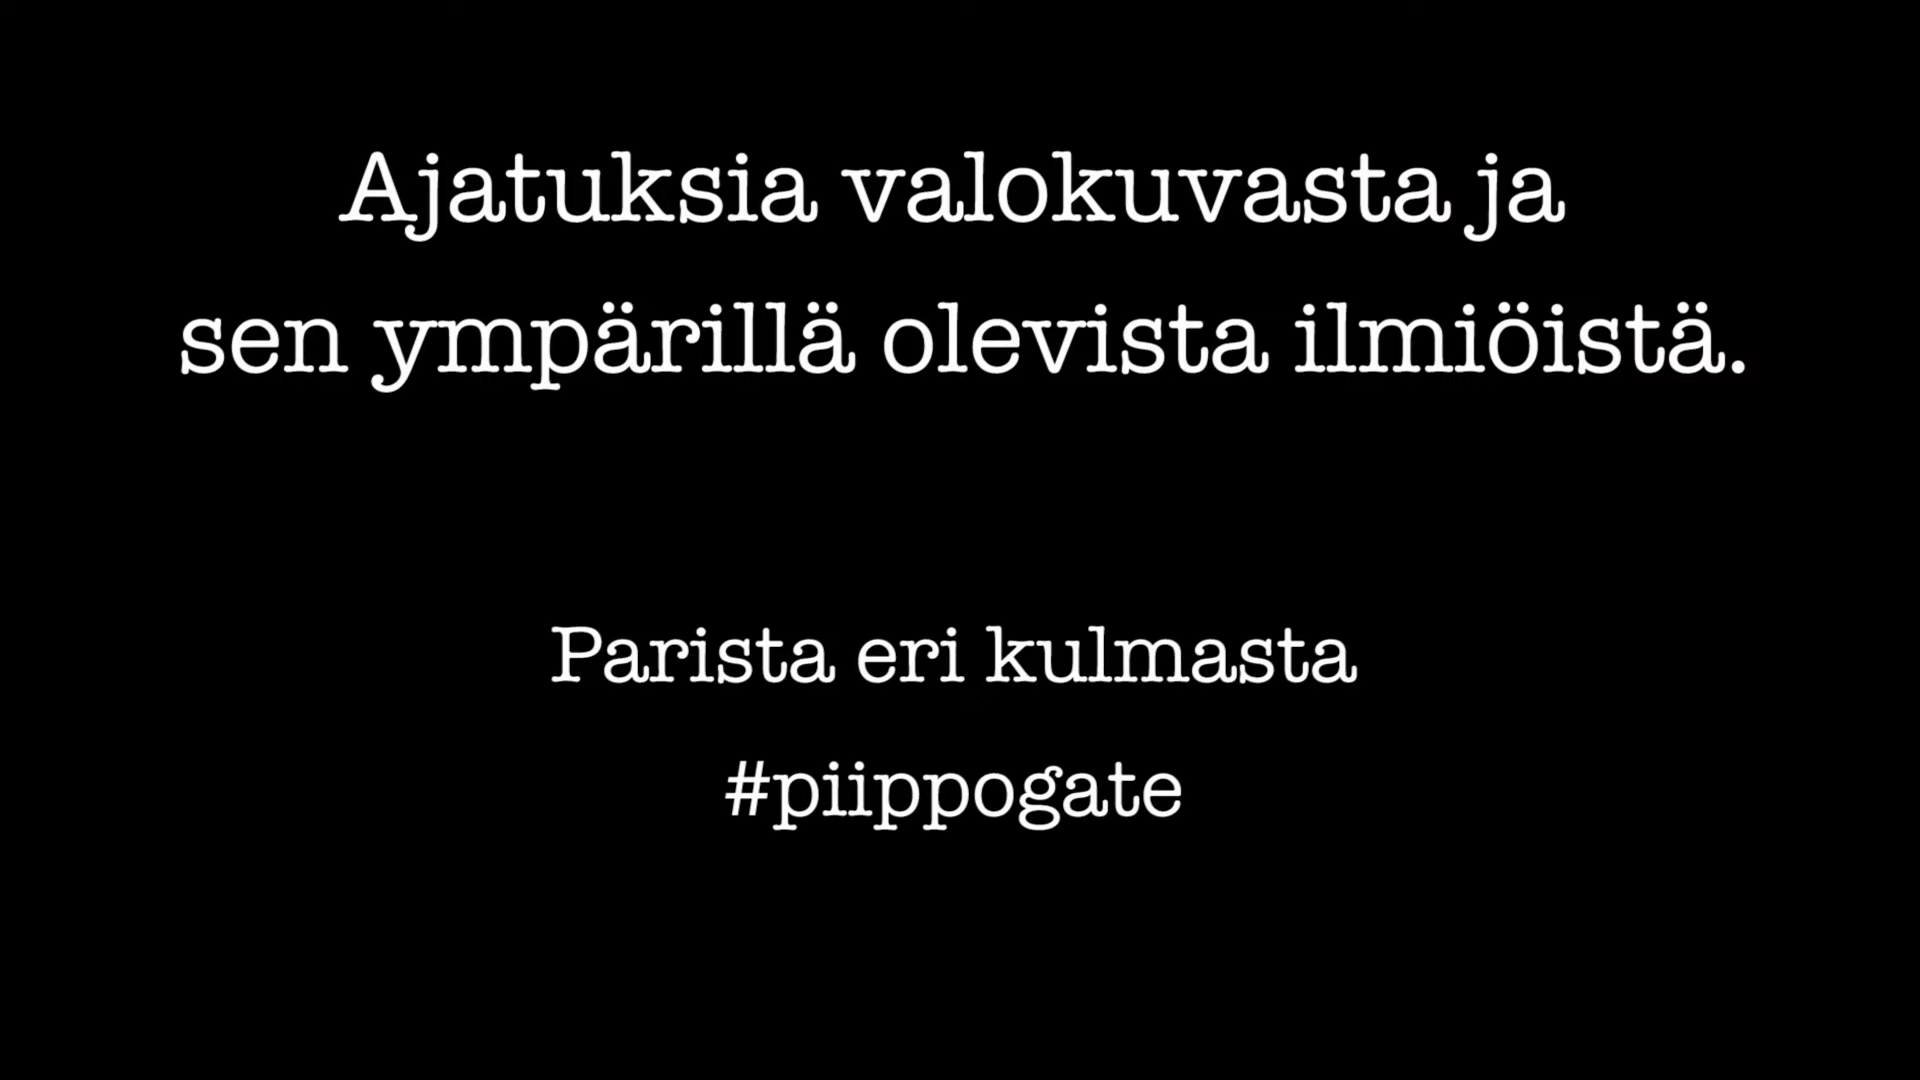 Ajatuksia valokuvasta ja
sen ympärillä olevista ilmiöistä.
Parista eri kulmasta
#piippogate